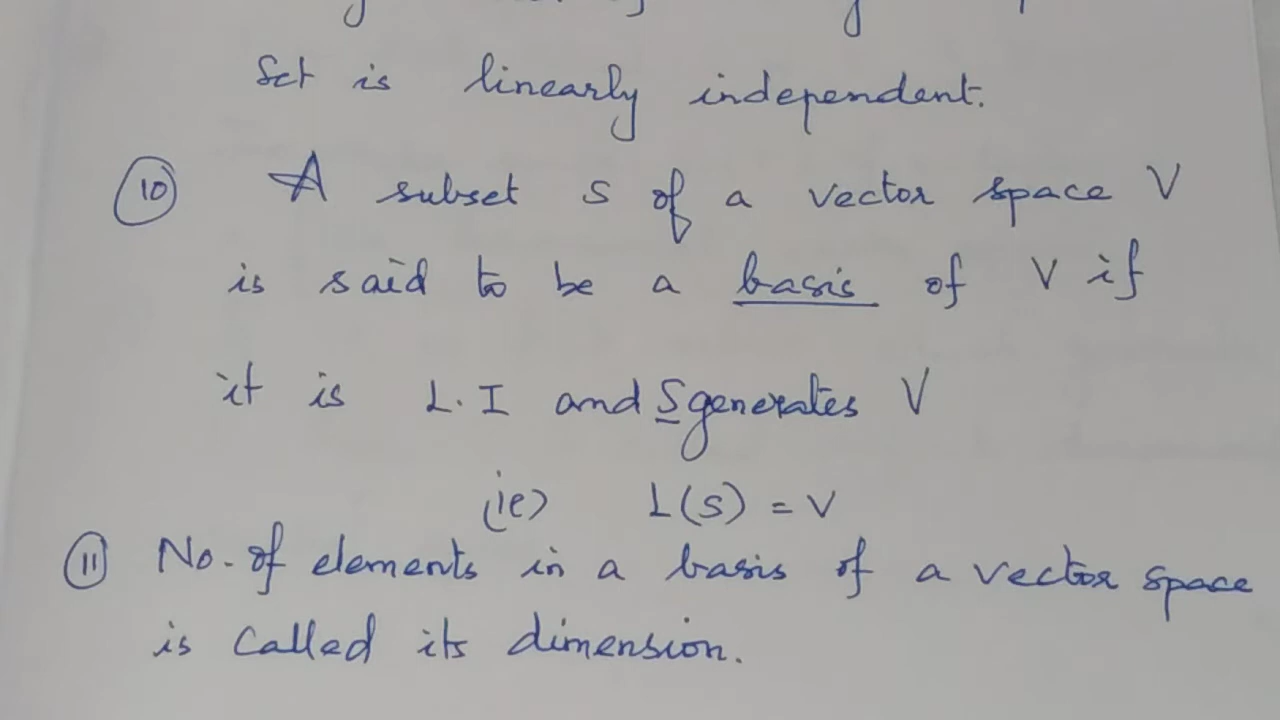 Set is linearly independent.
(10) A subset S of a vector space V
is said to be a basis of V if
it is L.I and S generates V
(ie) L(S) = V
(11) No. of elements in a basis of a vector space
is called its dimension.